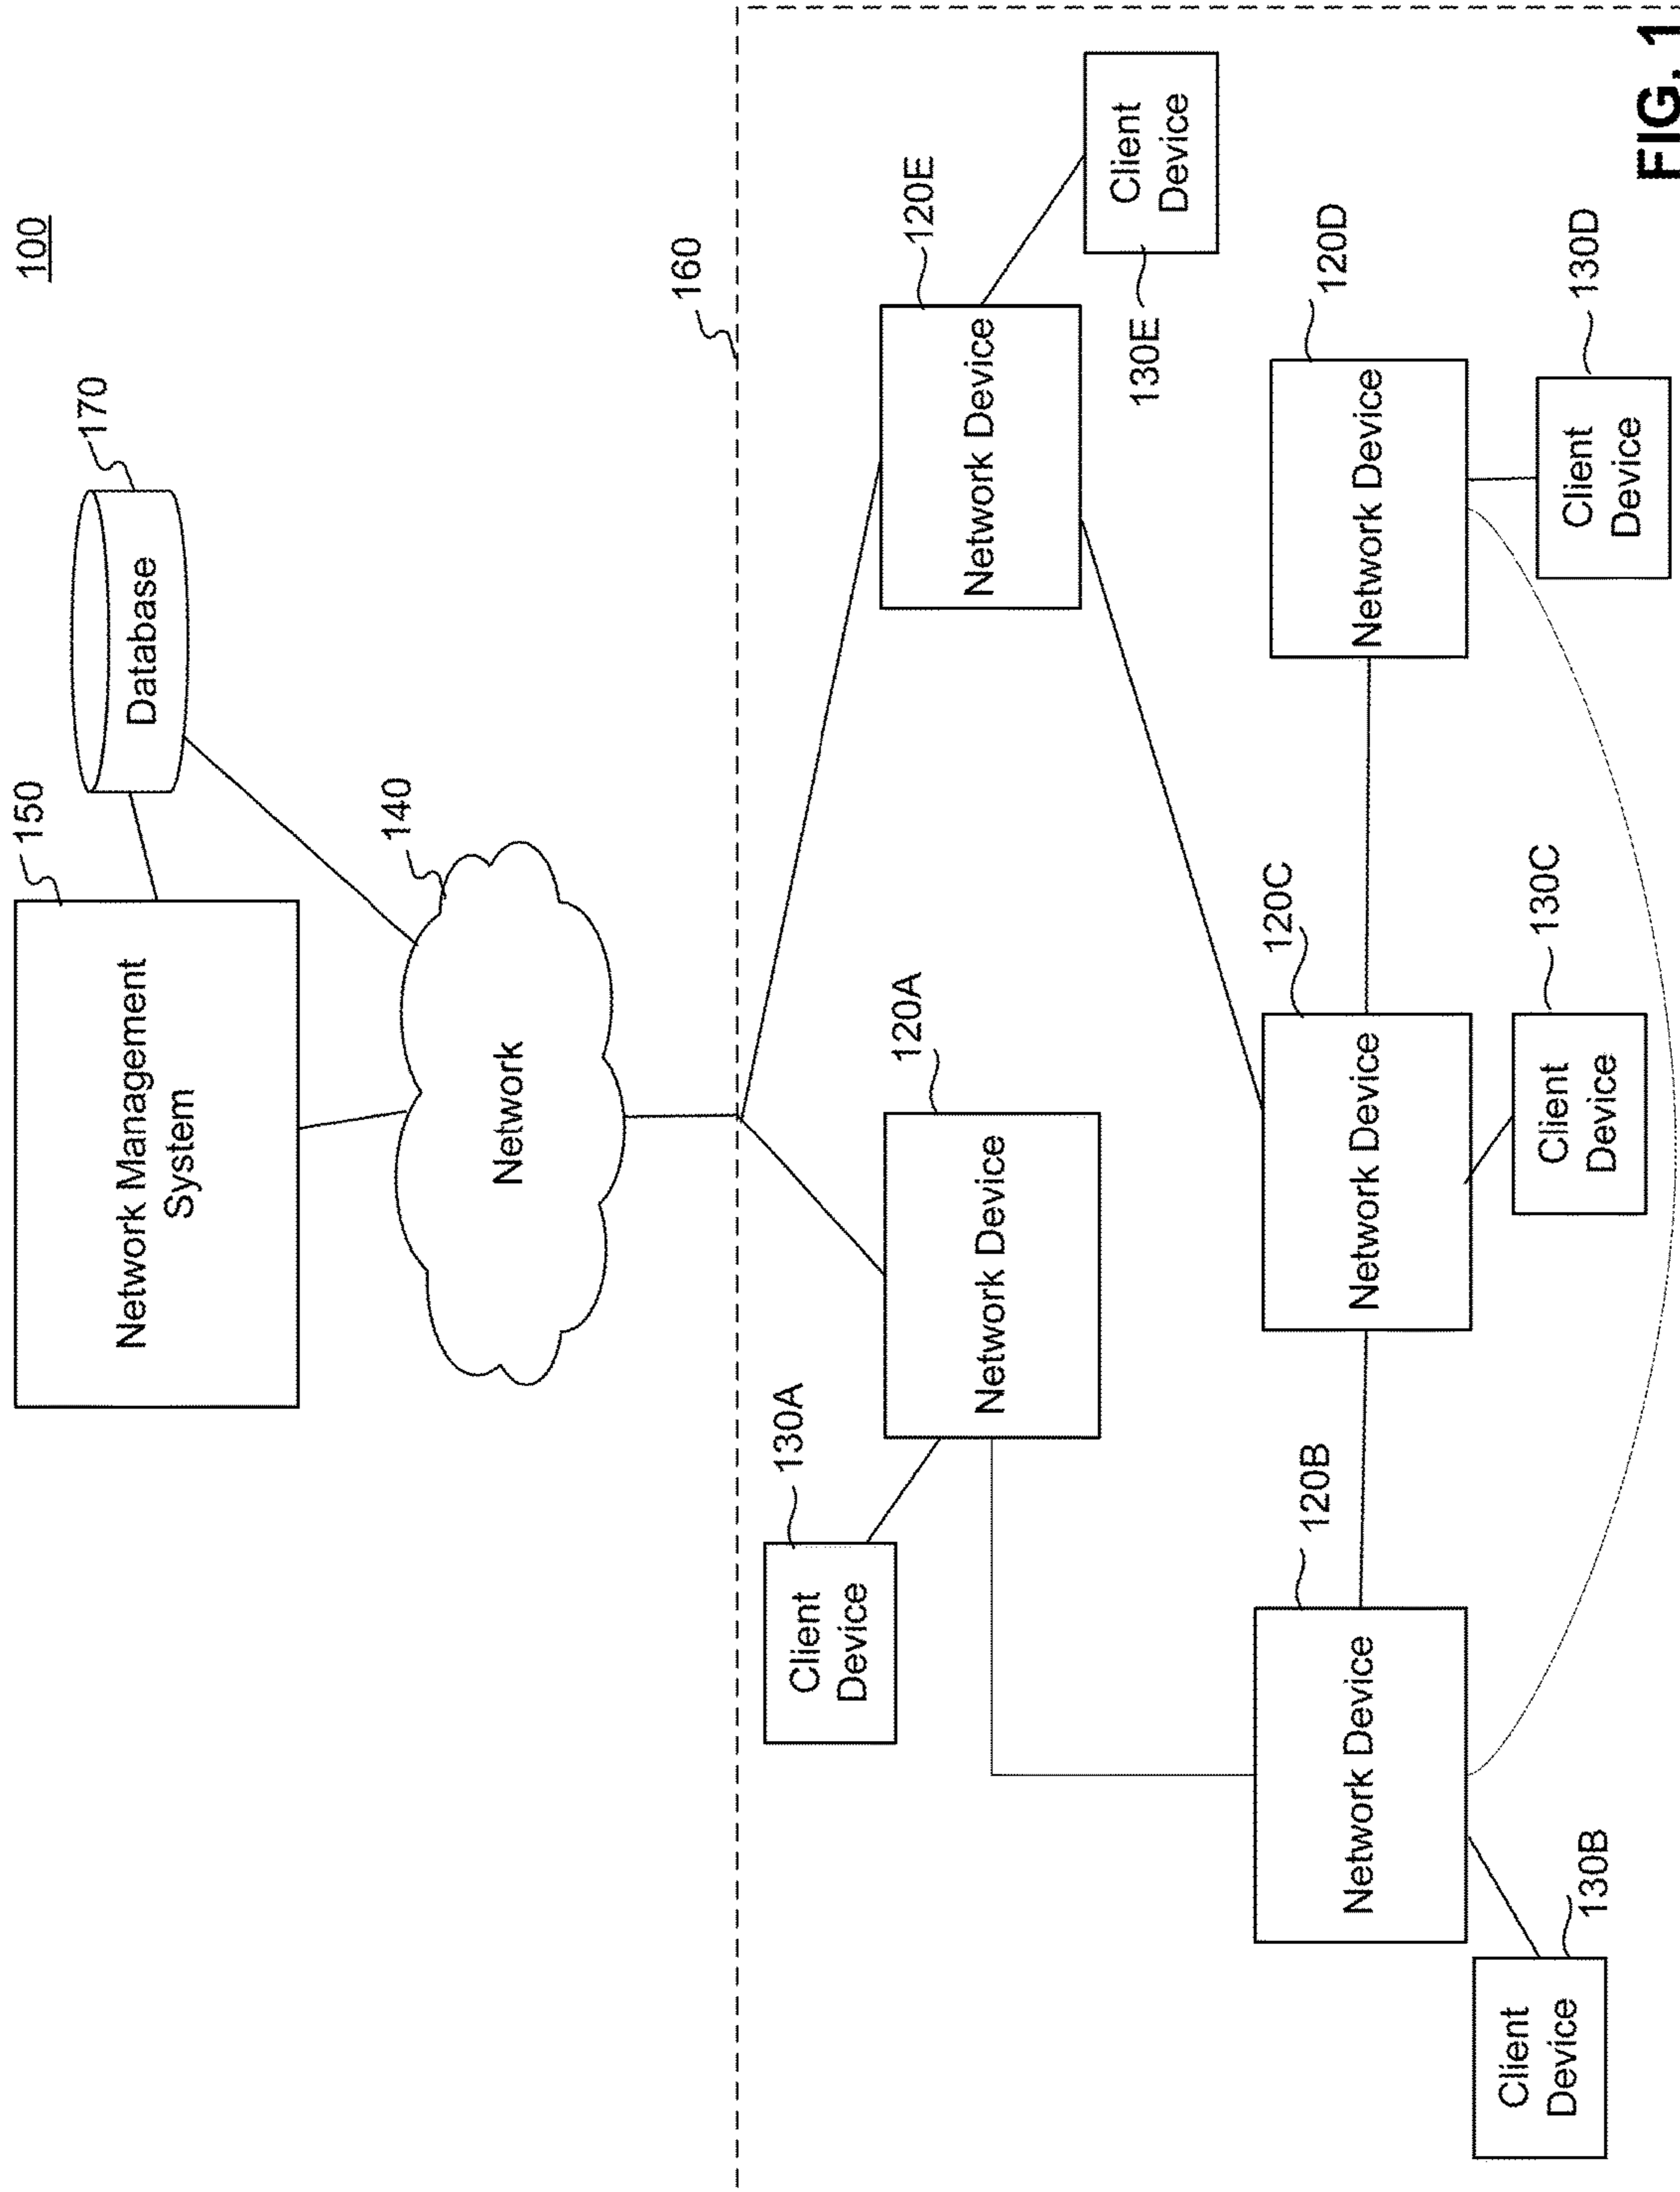 100
Network Management
System
150
Database
170
Network
140
160
Client
Device
130A
Network Device
120A
Network Device
120E
Client
Device
130E
Network Device
120B
Network Device
120C
Network Device
120D
Client
Device
130B
Client
Device
130C
Client
Device
130D
FIG. 1